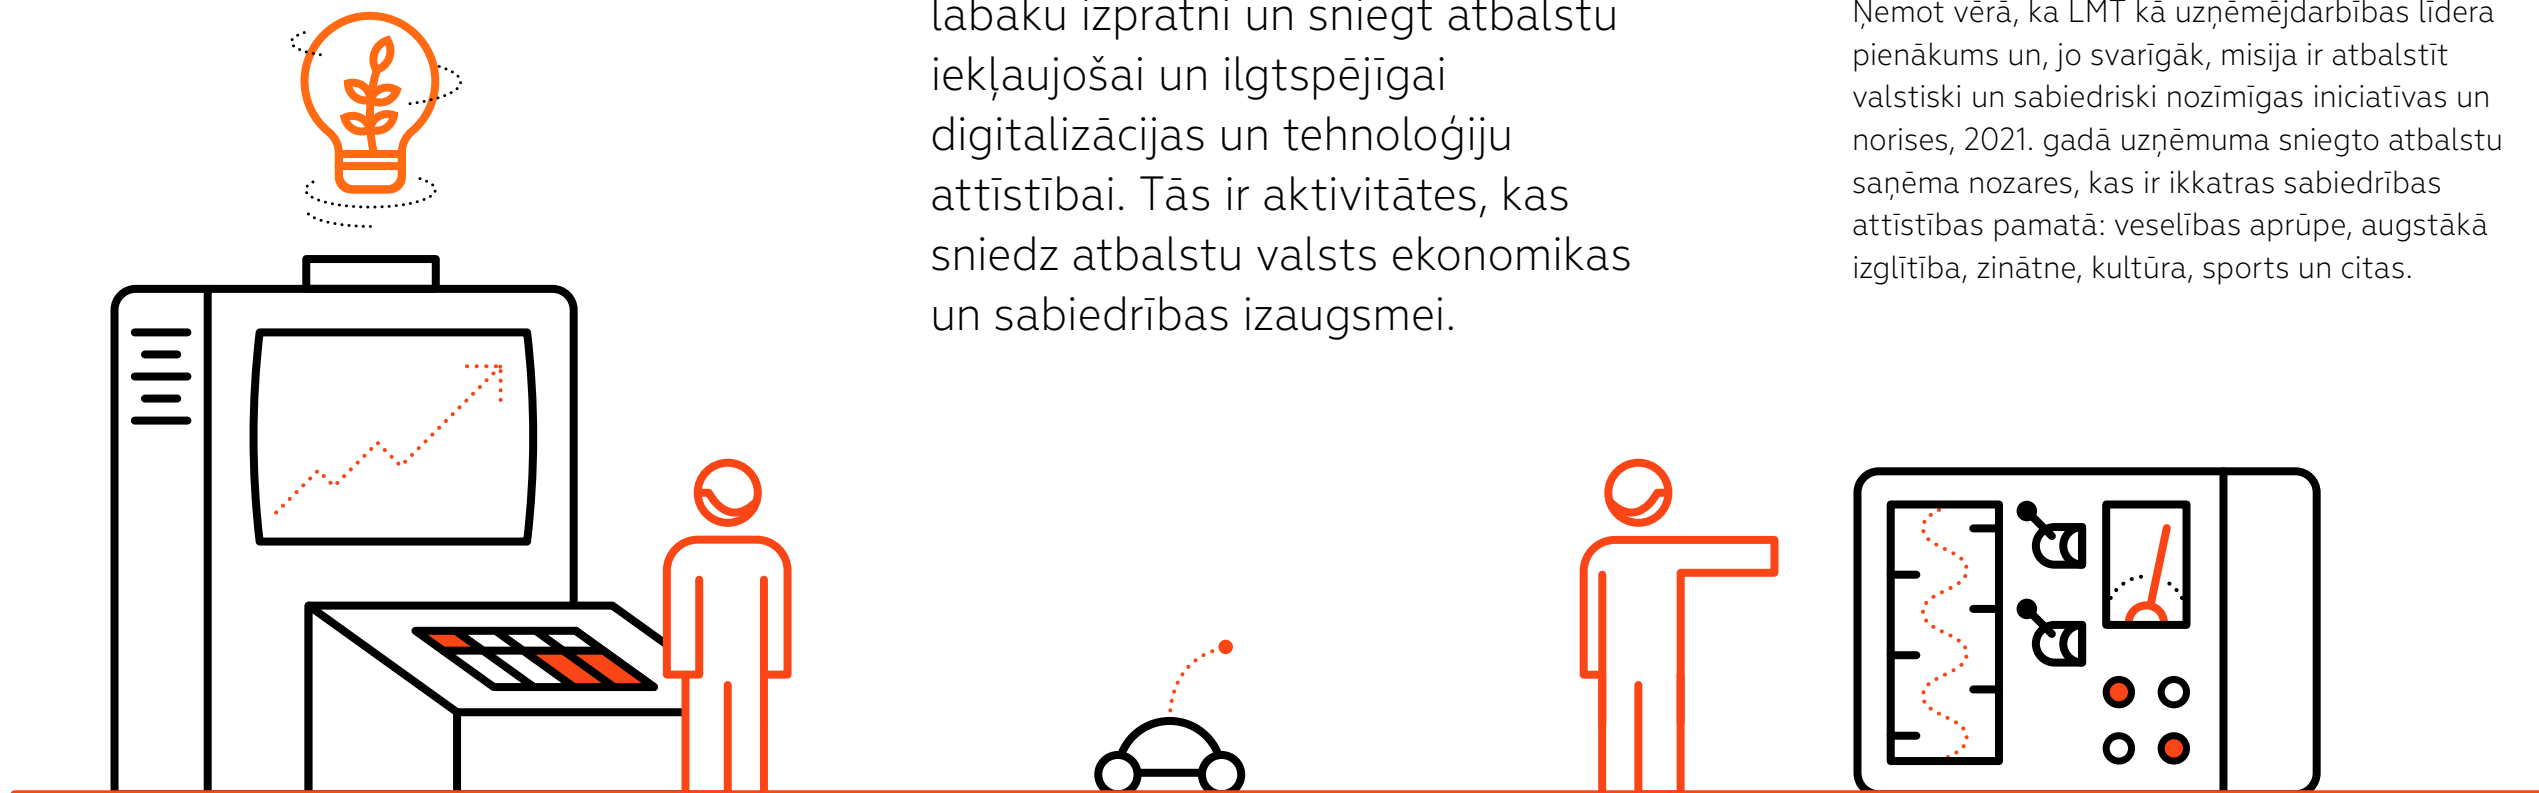 labāku izpratni un sniegt atbalstu
iekļaujošai un ilgtspējīgai
digitalizācijas un tehnoloģiju
attīstībai. Tās ir aktivitātes, kas
sniedz atbalstu valsts ekonomikas
un sabiedrības izaugsmei.
Ņemot vērā, ka LMT kā uzņēmējdarbības līdera
pienākums un, jo svarīgāk, misija ir atbalstīt
valstiski un sabiedriski nozīmīgas iniciatīvas un
norises, 2021. gadā uzņēmuma sniegto atbalstu
saņēma nozares, kas ir ikkatras sabiedrības
attīstības pamatā: veselības aprūpe, augstākā
izglītība, zinātne, kultūra, sports un citas.